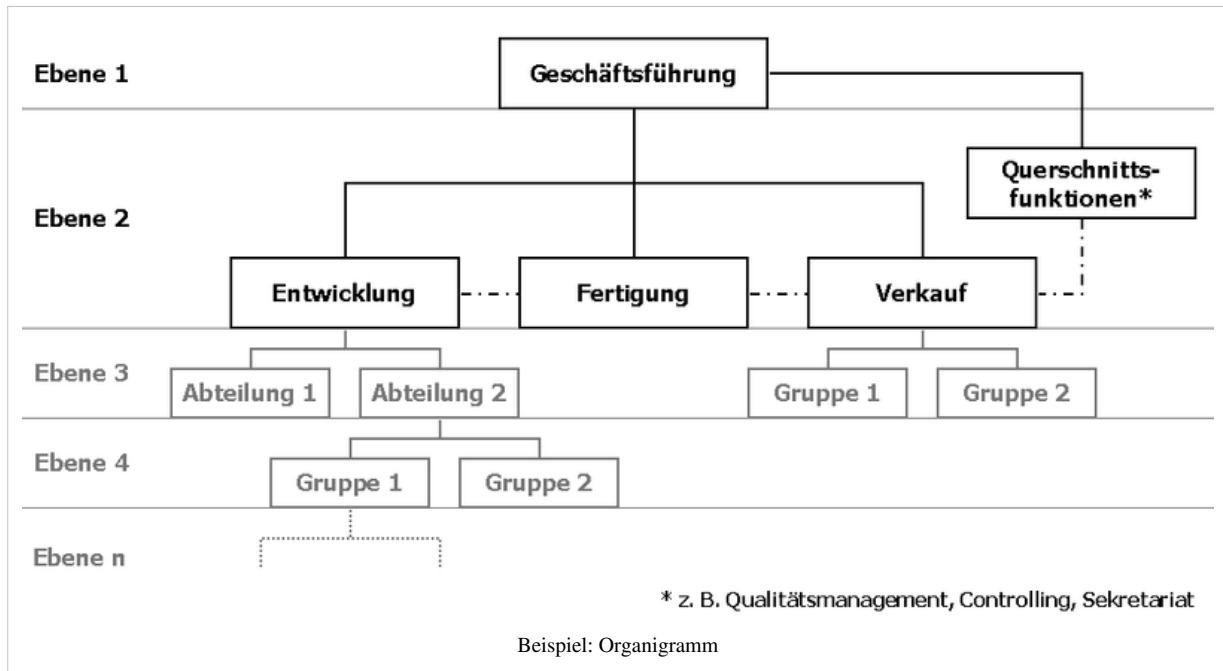 Ebene 1
Geschäftsführung
Querschnitts-
funktionen*
Ebene 2
Entwicklung
Fertigung
Verkauf
Ebene 3
Abteilung 1
Abteilung 2
Gruppe 1
Gruppe 2
Ebene 4
Gruppe 1
Gruppe 2
Ebene n
* z. B. Qualitätsmanagement, Controlling, Sekretariat
Beispiel: Organigramm